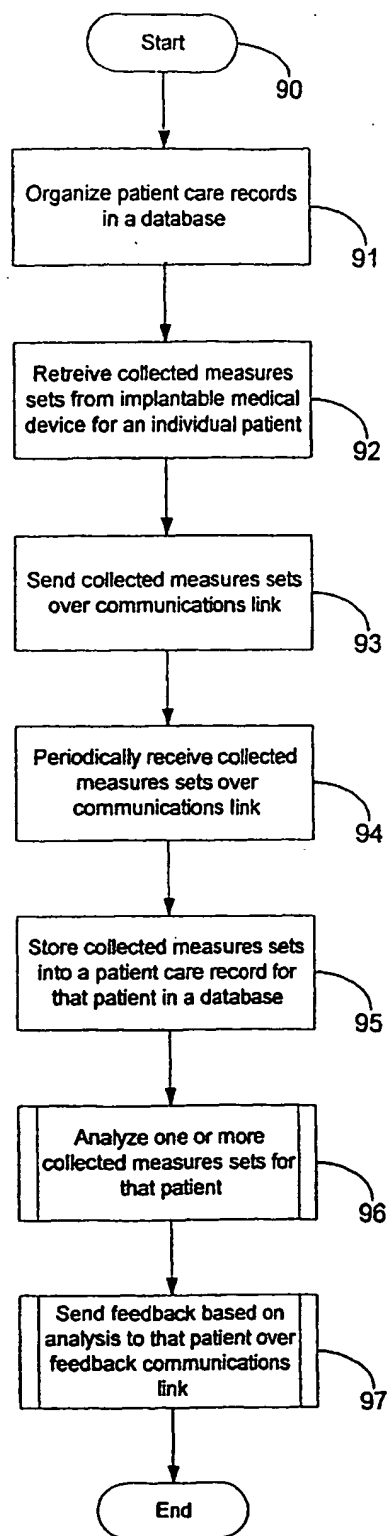 Start
90
Organize patient care records
in a database
91
Retreive collected measures
sets from implantable medical
device for an individual patient
92
Send collected measures sets
over communications link
93
Periodically receive collected
measures sets over
communications link
94
Store collected measures sets
into a patient care record for
that patient in a database
95
Analyze one or more
collected measures sets for
that patient
96
Send feedback based on
analysis to that patient over
feedback communications
link
97
End